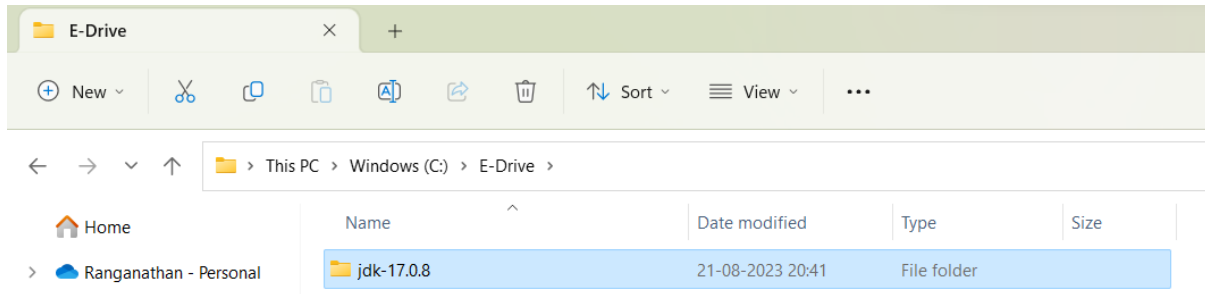 E-Drive
New Sort View
This PC > Windows (C:) > E-Drive >
Home
Name Date modified Type Size
Ranganathan - Personal
jdk-17.0.8 21-08-2023 20:41 File folder